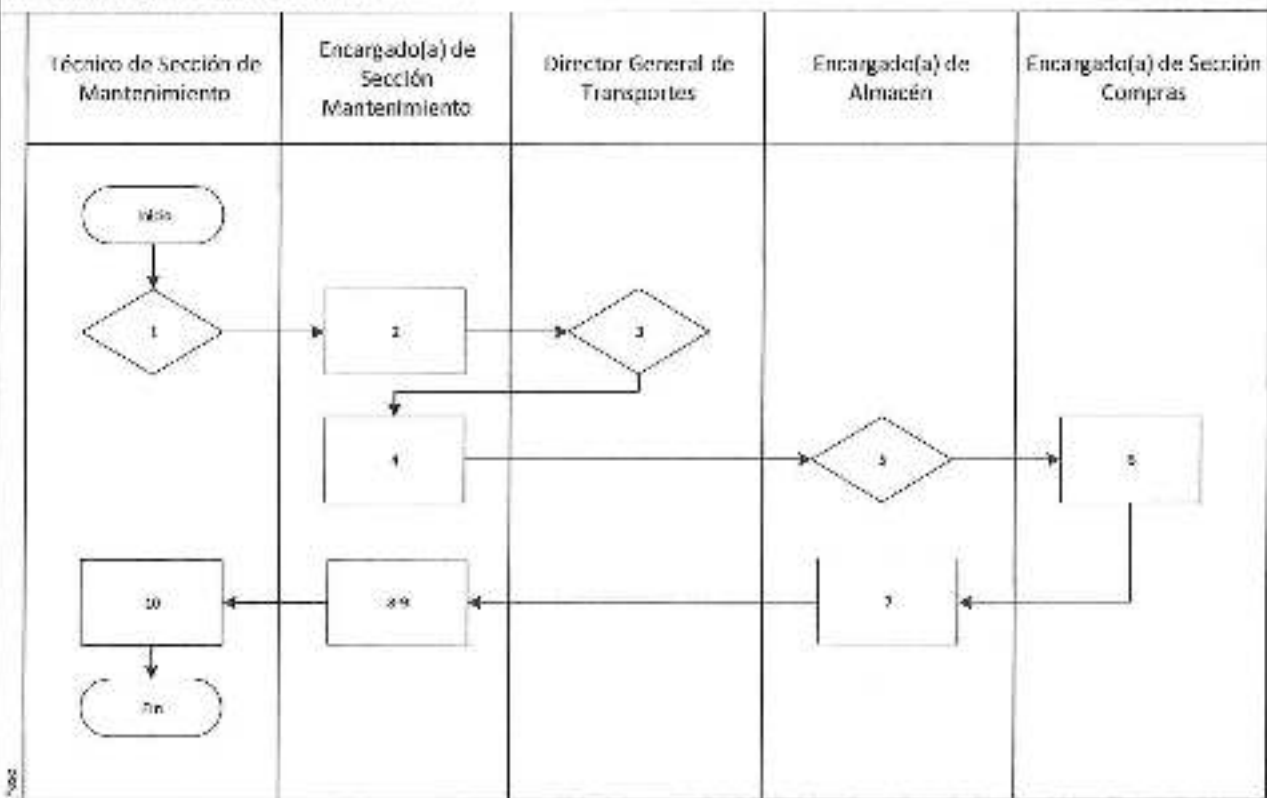 Técnico de Sección de
Mantenimiento
Encargado(a) de
Sección
Mantenimiento
Director General de
Transportes
Encargado(a) de
Almacén
Encargado(a) de Sección
Compras
Inicio
1
2
3
4
5
6
10
8-9
7
Fin